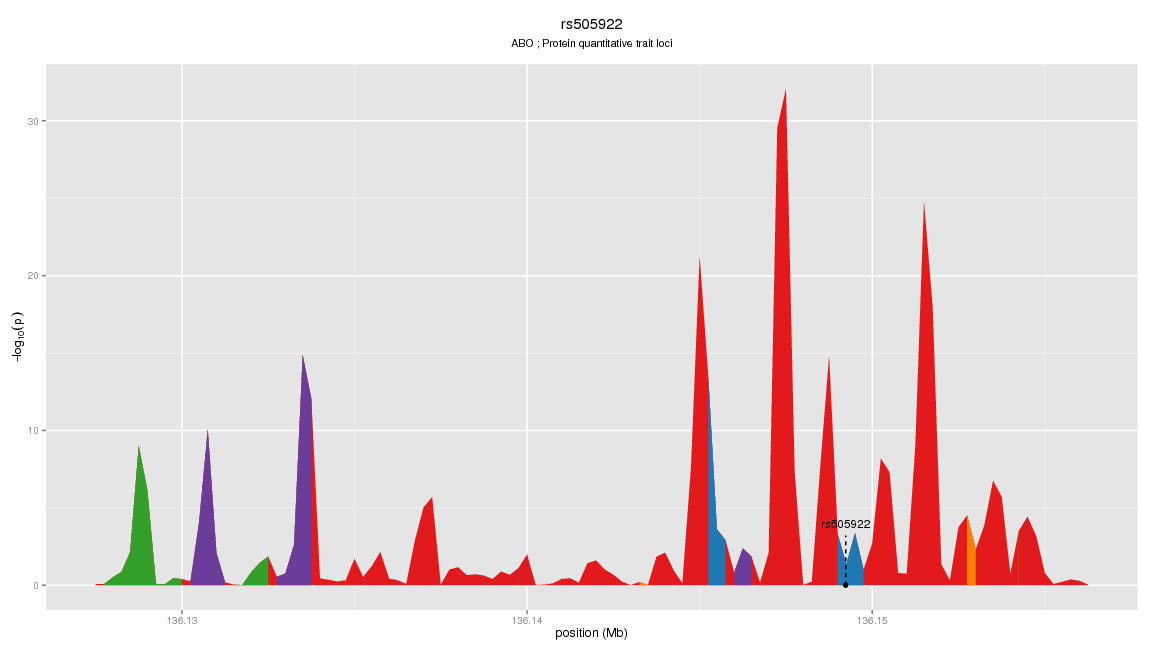 rs505922
ABO ; Protein quantitative trait loci
30
20
10
0
−log10(p)
rs505922
136.13
136.14
136.15
position (Mb)